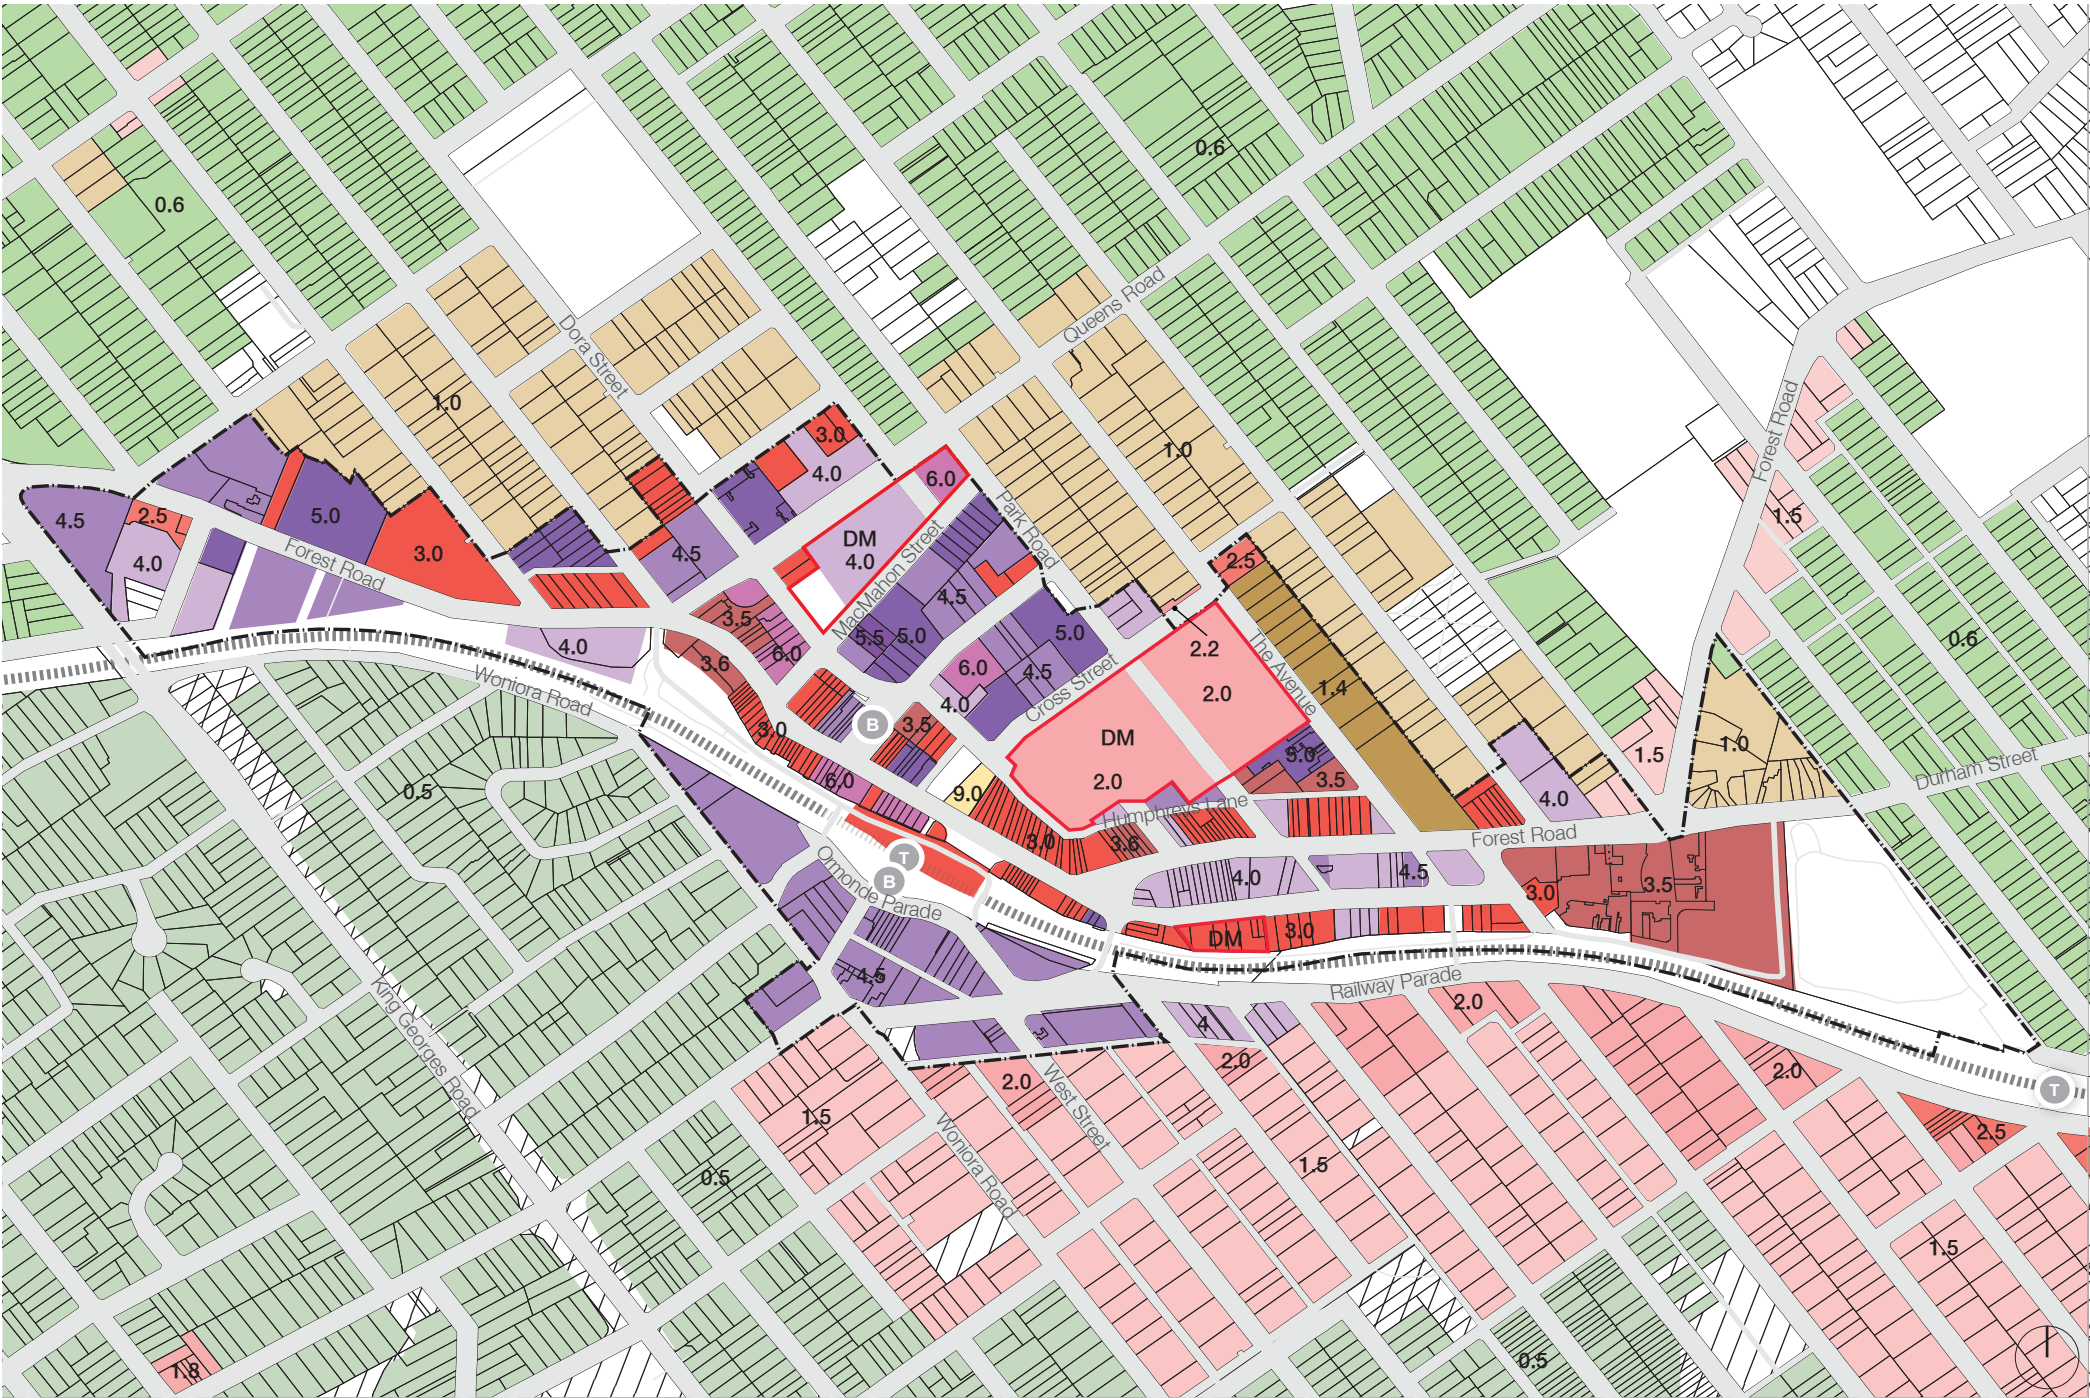 0.6
0.6
Queens Road
Dora Street
1.0
Forest Road
3.0
1.0
4.0
6.0
Park Road
4.5
2.5
5.0
1.5
DM
4.0
MacMahon Street
Forest Road
3.0
4.5
4.0
2.5
4.5
3.5
5.5
5.0
5.0
2.2
The Avenue
0.6
4.0
6.0
3.6
6.0
4.5
Cross Street
2.0
1.4
Woniora Road
4.0
3.0
B
3.5
DM
5.0
1.5
1.0
Durham Street
0.5
6.0
9.0
2.0
3.5
4.0
Humphreys Lane
3.0
3.6
Forest Road
T
B
Ormonde Parade
4.0
4.5
3.0
3.5
DM
3.0
4.5
Railway Parade
2.0
King Georges Road
4
2.0
2.0
2.0
T
West Street
1.5
Woniora Road
2.5
0.5
1.5
1.5
1.8
0.5